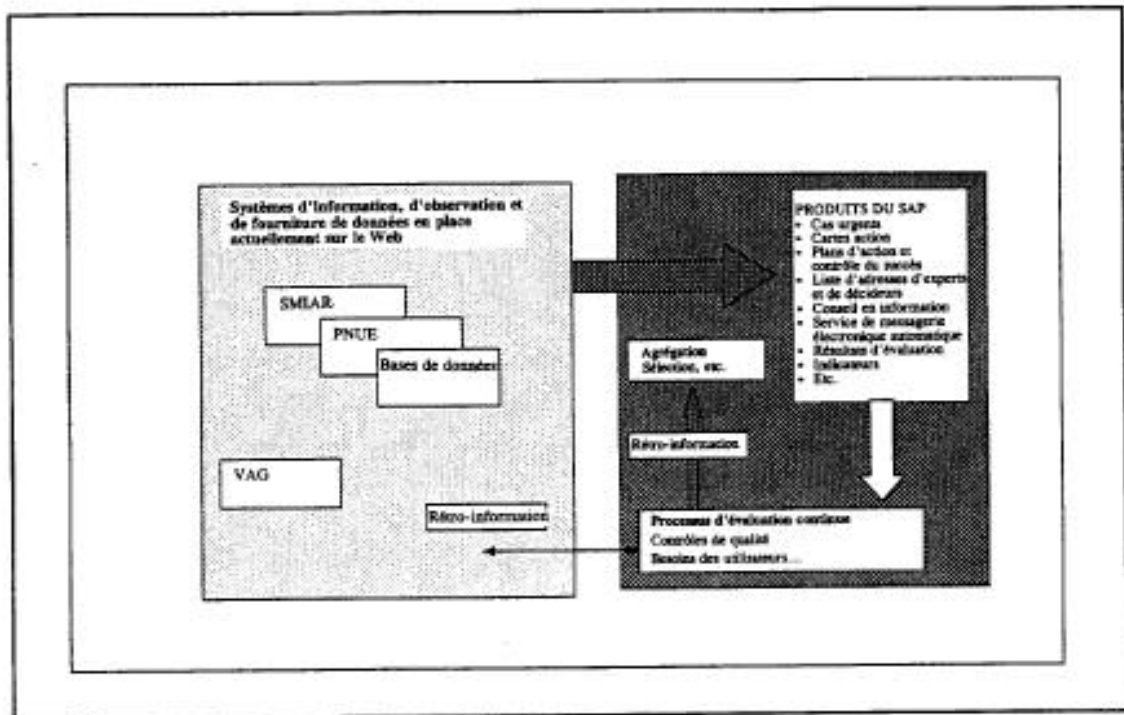 Systèmes d'information, d'observation et
de fourniture de données en place
actuellement sur le Web
SMIAR
PNUE
Bases de données
VAG
Rétro-information
PRODUITS DU SAP
• Cas urgents
• Cartes action
• Plans d'action et
contrôle du succès
• Liste d'adresses d'experts
et de décideurs
• Conseil en information
• Service de messagerie
électronique automatique
• Résultats d'évaluation
• Indicateurs
• Etc.
Agrégation
Sélection, etc.
Rétro-information
Processus d'évaluation continue
Contrôles de qualité
Besoins des utilisateurs...